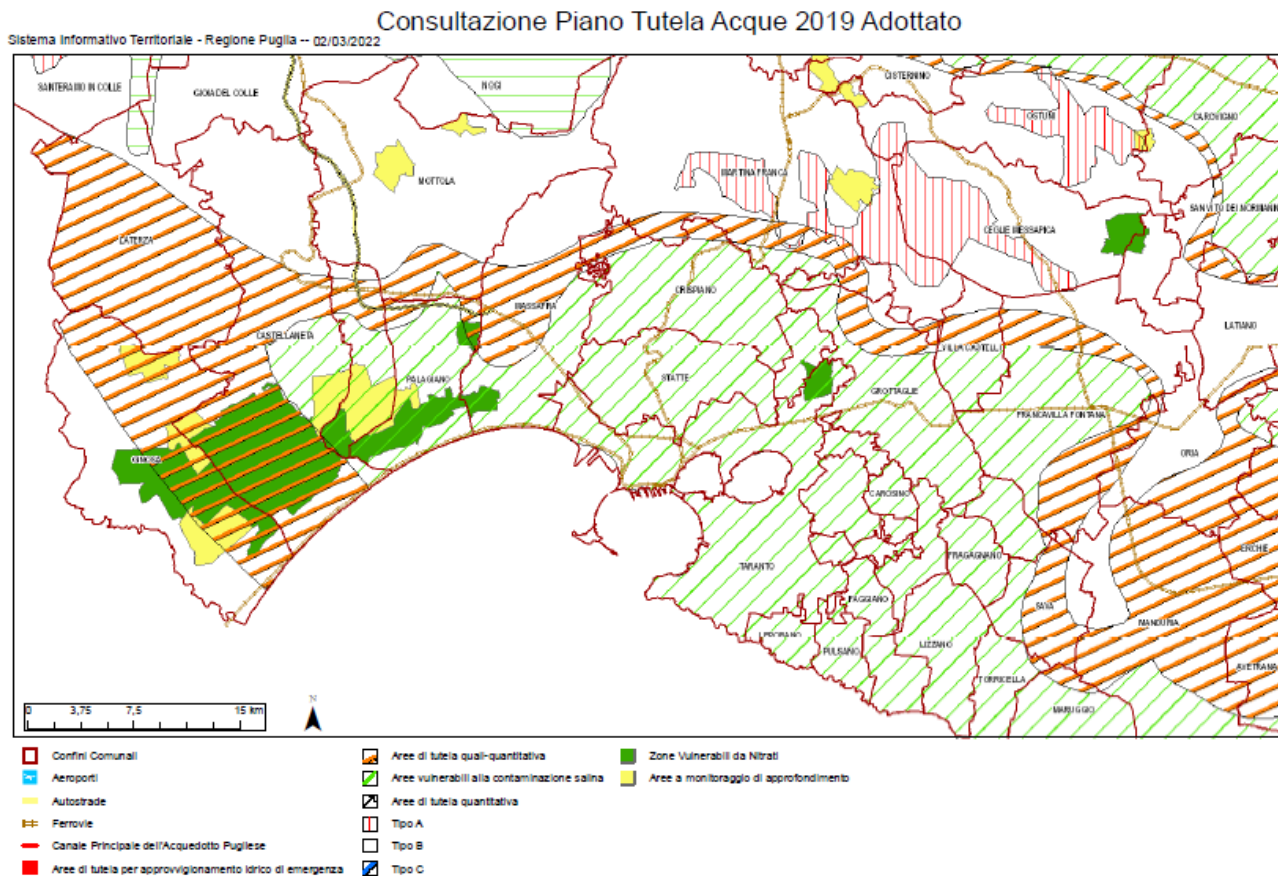 Consultazione Piano Tutela Acque 2019 Adottato
Sistema Informativo Territoriale - Regione Puglia -- 02/03/2022
SANTERAMO IN COLLE
GIOIA DEL COLLE
NOCI
CISTERNINO
OSTUNI
CAROVIGNO
MOTTOLA
MARTINA FRANCA
SAN VITO DEI NORMANNI
CEGLIE MESSAPICA
LATERZA
CRISPIANO
MASSAFRA
LATIANO
CASTELLANETA
VILLA CASTELLI
STATTE
PALAGIANO
GROTTAGLIE
FRANCAVILLA FONTANA
ORIA
GINOSA
CAROSINO
ERCHIE
FRAGAGNANO
TARANTO
FAGGIANO
SAVA
MANDURIA
LEPORANO
PULSANO
LIZZANO
AVETRANA
TORRICELLA
MARUGGIO
0 3,75 7,5 15 km
N
Confini Comunali
Aeroporti
Autostrade
Ferrovie
Canale Principale dell'Acquedotto Pugliese
Aree di tutela per approvvigionamento idrico di emergenza
Aree di tutela quali-quantitativa
Aree vulnerabili alla contaminazione salina
Aree di tutela quantitativa
Tipo A
Tipo B
Tipo C
Zone Vulnerabili da Nitrati
Aree a monitoraggio di approfondimento